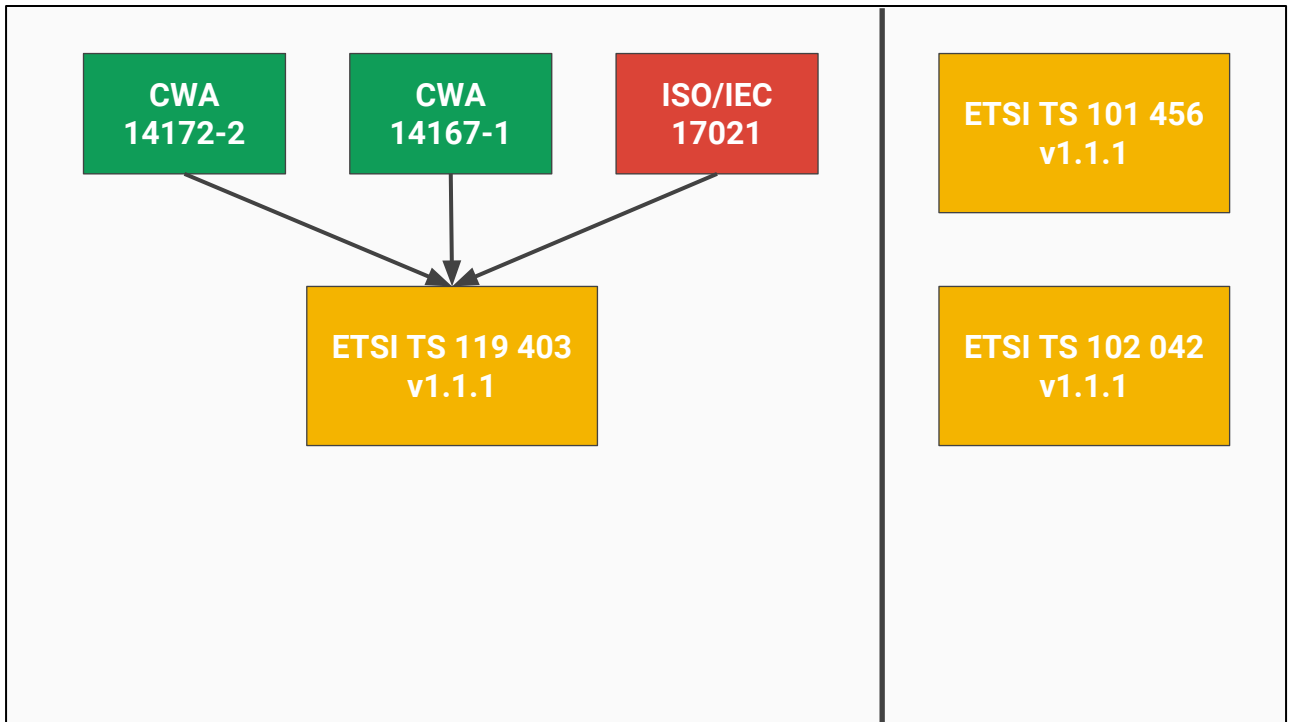 CWA
14172-2
CWA
14167-1
ISO/IEC
17021
ETSI TS 119 403
v1.1.1
ETSI TS 101 456
v1.1.1
ETSI TS 102 042
v1.1.1